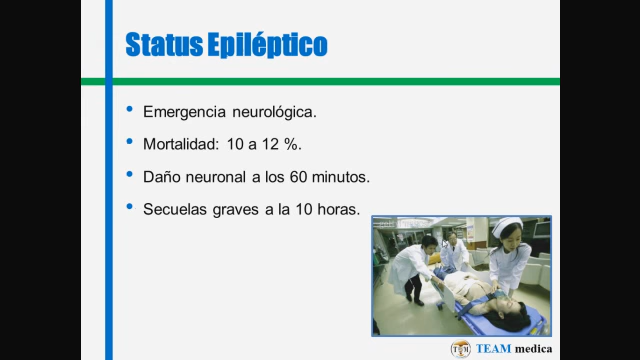 Status Epiléptico
Emergencia neurológica.
Mortalidad: 10 a 12 %.
Daño neuronal a los 60 minutos.
Secuelas graves a la 10 horas.
TEAM medica